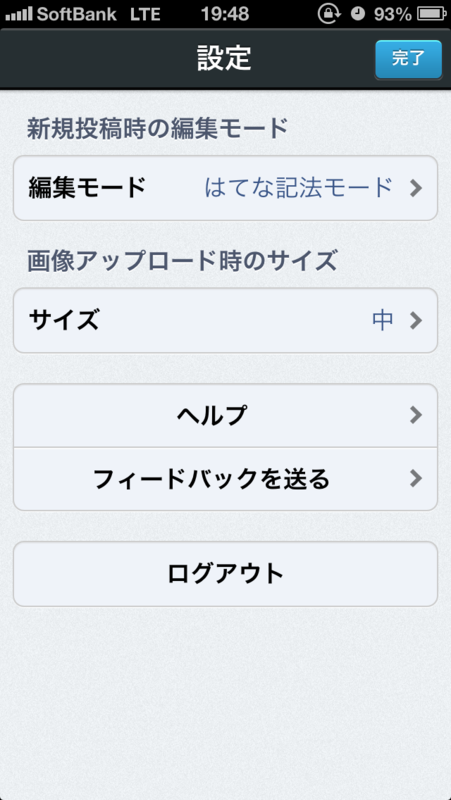 SoftBank LTE 19:48 93%
設定
完了
新規投稿時の編集モード
編集モード はてな記法モード
画像アップロード時のサイズ
サイズ 中
ヘルプ
フィードバックを送る
ログアウト